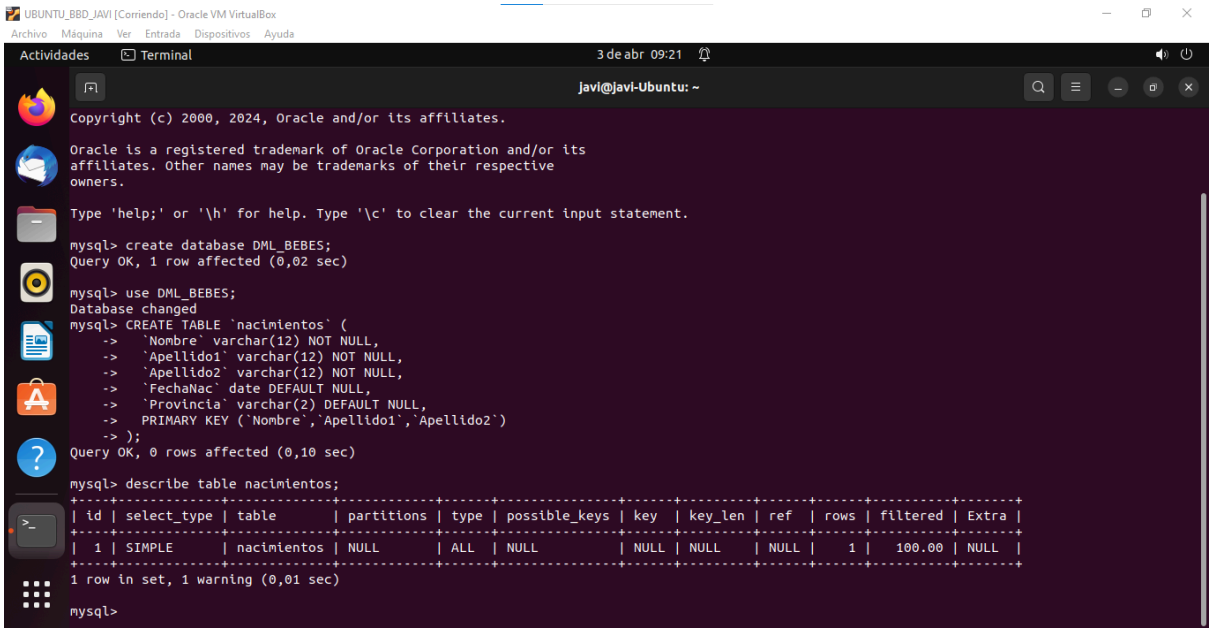 UBUNTU_BBD_JAVI [Corriendo] - Oracle VM VirtualBox
Archivo Máquina Ver Entrada Dispositivos Ayuda
Actividades Terminal 3 de abr 09:21
javi@javi-Ubuntu: ~
Copyright (c) 2000, 2024, Oracle and/or its affiliates.
Oracle is a registered trademark of Oracle Corporation and/or its
affiliates. Other names may be trademarks of their respective
owners.
Type 'help;' or '\h' for help. Type '\c' to clear the current input statement.
mysql> create database DML_BEBES;
Query OK, 1 row affected (0,02 sec)
mysql> use DML_BEBES;
Database changed
mysql> CREATE TABLE `nacimientos` (
    ->   `Nombre` varchar(12) NOT NULL,
    ->   `Apellido1` varchar(12) NOT NULL,
    ->   `Apellido2` varchar(12) NOT NULL,
    ->   `FechaNac` date DEFAULT NULL,
    ->   `Provincia` varchar(2) DEFAULT NULL,
    ->   PRIMARY KEY (`Nombre`,`Apellido1`,`Apellido2`)
    -> );
Query OK, 0 rows affected (0,10 sec)
mysql> describe table nacimientos;
+----+-------------+-------------+------------+------+---------------+------+---------+------+------+----------+-------+
| id | select_type | table       | partitions | type | possible_keys | key  | key_len | ref  | rows | filtered | Extra |
+----+-------------+-------------+------------+------+---------------+------+---------+------+------+----------+-------+
|  1 | SIMPLE      | nacimientos | NULL       | ALL  | NULL          | NULL | NULL    | NULL |    1 |   100.00 | NULL  |
+----+-------------+-------------+------------+------+---------------+------+---------+------+------+----------+-------+
1 row in set, 1 warning (0,01 sec)
mysql>